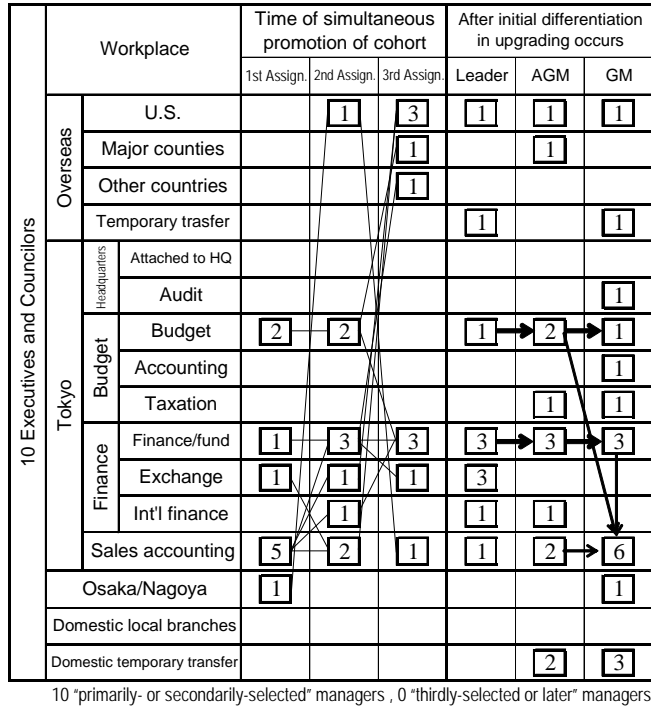 Workplace
Time of simultaneous promotion of cohort
After initial differentiation in upgrading occurs
1st Assign. 2nd Assign. 3rd Assign. Leader AGM GM
10 Executives and Councilors
Overseas
U.S. 1 3 1 1 1
Major counties 1 1
Other countries 1
Temporary trasfer 1 1
Tokyo
Headquarters
Attached to HQ
Audit 1
Budget
Budget 2 2 1 2 1
Accounting 1
Taxation 1 1
Finance
Finance/fund 1 3 3 3 3 3
Exchange 1 1 1 3
Int'l finance 1 1 1
Sales accounting 5 2 1 1 2 6
Osaka/Nagoya 1 1
Domestic local branches
Domestic temporary transfer 2 3
10 "primarily- or secondarily-selected" managers , 0 "thirdly-selected or later" managers